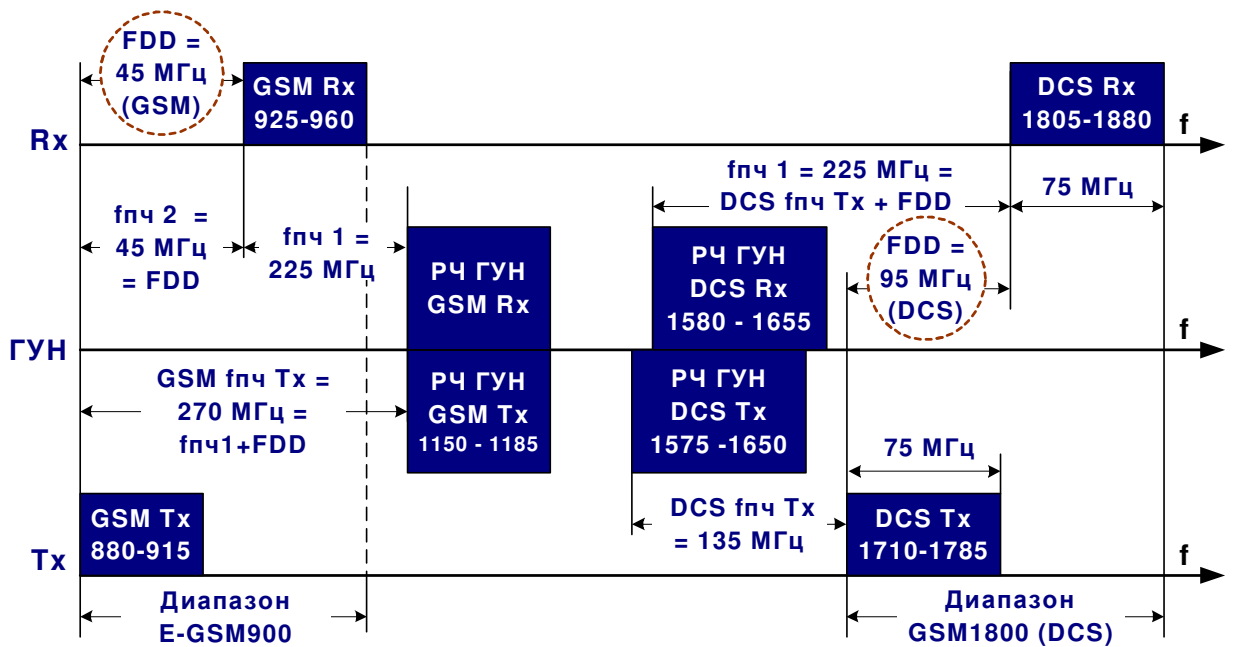 FDD =
45 МГц
(GSM)
GSM Rx
925-960
DCS Rx
1805-1880
f
Rx
fпч 1 = 225 МГц =
DCS fпч Tx + FDD
75 МГц
fпч 2 =
45 МГц
= FDD
fпч 1 =
225 МГц
РЧ ГУН
GSM Rx
РЧ ГУН
DCS Rx
1580 - 1655
FDD =
95 МГц
(DCS)
f
ГУН
GSM fпч Tx =
270 МГц =
fпч1+FDD
РЧ ГУН
GSM Tx
1150 - 1185
РЧ ГУН
DCS Tx
1575 -1650
75 МГц
GSM Tx
880-915
DCS fпч Tx
= 135 МГц
DCS Tx
1710-1785
f
Tx
Диапазон
E-GSM900
Диапазон
GSM1800 (DCS)